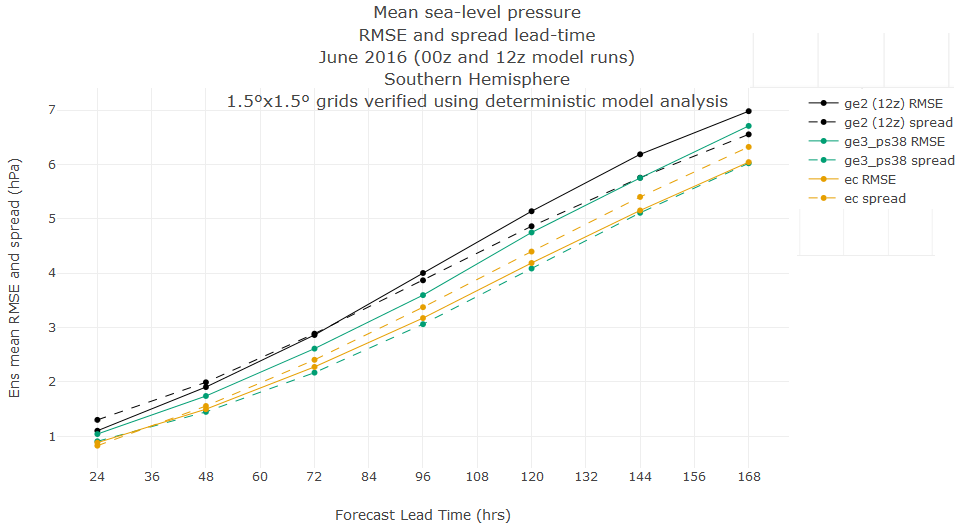 Mean sea-level pressure
RMSE and spread lead-time
June 2016 (00z and 12z model runs)
Southern Hemisphere
1.5ºx1.5º grids verified using deterministic model analysis
Ens mean RMSE and spread (hPa)
7
6
5
4
3
2
1
24 36 48 60 72 84 96 108 120 132 144 156 168
Forecast Lead Time (hrs)
ge2 (12z) RMSE
ge2 (12z) spread
ge3_ps38 RMSE
ge3_ps38 spread
ec RMSE
ec spread